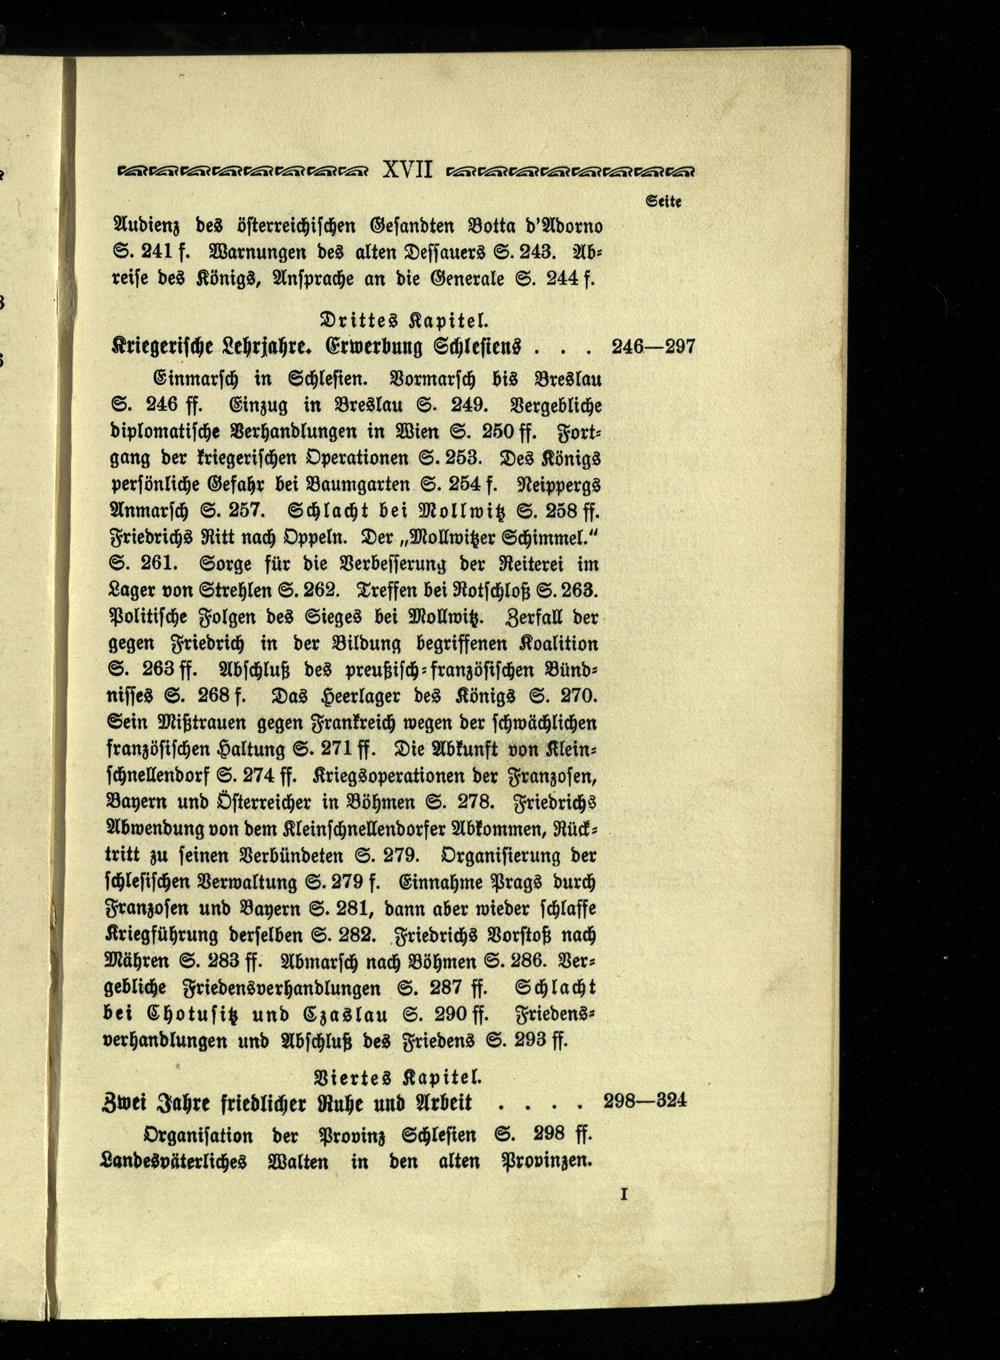 XVII
Seite
Audienz des österreichischen Gesandten Botta d'Adorno
S. 241 f. Warnungen des alten Dessauers S. 243. Ab-
reise des Königs, Ansprache an die Generale S. 244 f.
Drittes Kapitel.
Kriegerische Lehrjahre. Erwerbung Schlesiens . . . 246—297
Einmarsch in Schlesien. Vormarsch bis Breslau
S. 246 ff. Einzug in Breslau S. 249. Vergebliche
diplomatische Verhandlungen in Wien S. 250 ff. Fort-
gang der kriegerischen Operationen S. 253. Des Königs
persönliche Gefahr bei Baumgarten S. 254 f. Neippergs
Anmarsch S. 257. Schlacht bei Mollwitz S. 258 ff.
Friedrichs Ritt nach Oppeln. Der „Mollwitzer Schimmel.“
S. 261. Sorge für die Verbesserung der Reiterei im
Lager von Strehlen S. 262. Treffen bei Rotschloß S. 263.
Politische Folgen des Sieges bei Mollwitz. Zerfall der
gegen Friedrich in der Bildung begriffenen Koalition
S. 263 ff. Abschluß des preußisch-französischen Bünd-
nisses S. 268 f. Das Heerlager des Königs S. 270.
Sein Mißtrauen gegen Frankreich wegen der schwächlichen
französischen Haltung S. 271 ff. Die Abkunft von Klein-
schnellendorf S. 274 ff. Kriegsoperationen der Franzosen,
Bayern und Österreicher in Böhmen S. 278. Friedrichs
Abwendung von dem Kleinschnellendorfer Abkommen, Rück-
tritt zu seinen Verbündeten S. 279. Organisierung der
schlesischen Verwaltung S. 279 f. Einnahme Prags durch
Franzosen und Bayern S. 281, dann aber wieder schlaffe
Kriegführung derselben S. 282. Friedrichs Vorstoß nach
Mähren S. 283 ff. Abmarsch nach Böhmen S. 286. Ver-
gebliche Friedensverhandlungen S. 287 ff. Schlacht
bei Chotusitz und Czaslau S. 290 ff. Friedens-
verhandlungen und Abschluß des Friedens S. 293 ff.
Viertes Kapitel.
Zwei Jahre friedlicher Ruhe und Arbeit . . . . 298—324
Organisation der Provinz Schlesien S. 298 ff.
Landesväterliches Walten in den alten Provinzen.
I